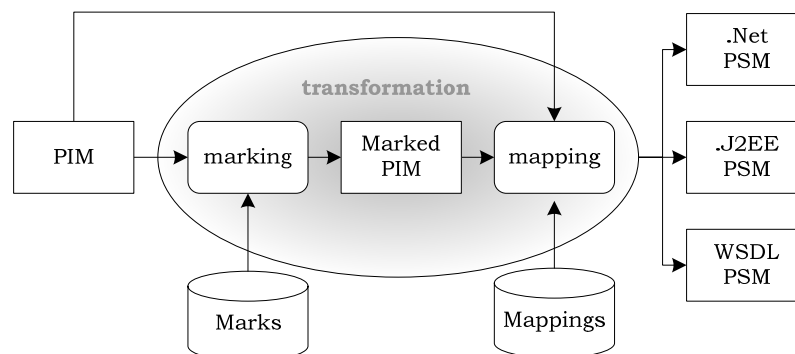 .Net
PSM
transformation
PIM
marking
Marked
PIM
mapping
.J2EE
PSM
WSDL
PSM
Marks
Mappings